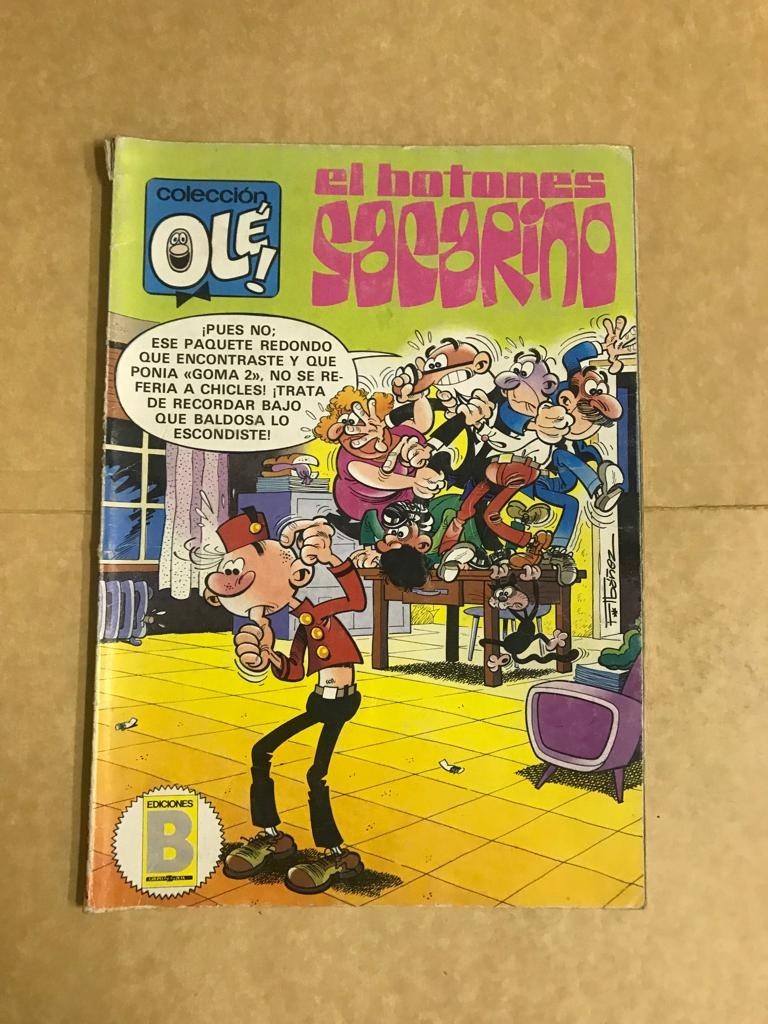 colección
OLÉ!
el botones
SACARINO
¡PUES NO;
ESE PAQUETE REDONDO
QUE ENCONTRASTE Y QUE
PONIA «GOMA 2», NO SE RE-
FERIA A CHICLES! ¡TRATA
DE RECORDAR BAJO
QUE BALDOSA LO
ESCONDISTE!
F. Ibáñez
EDICIONES
B